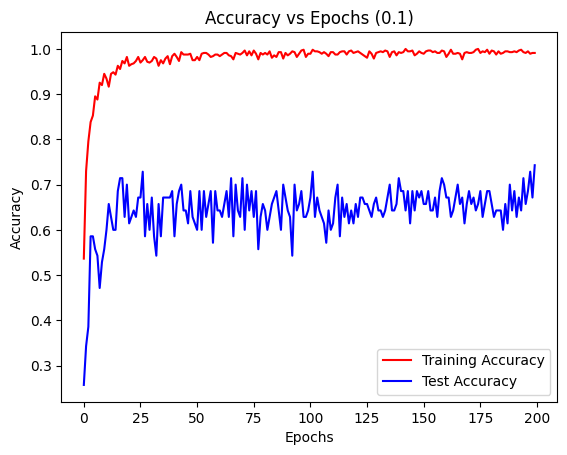 Accuracy vs Epochs (0.1)
1.0
0.9
0.8
0.7
0.6
0.5
0.4
0.3
Accuracy
Training Accuracy
Test Accuracy
0 25 50 75 100 125 150 175 200
Epochs